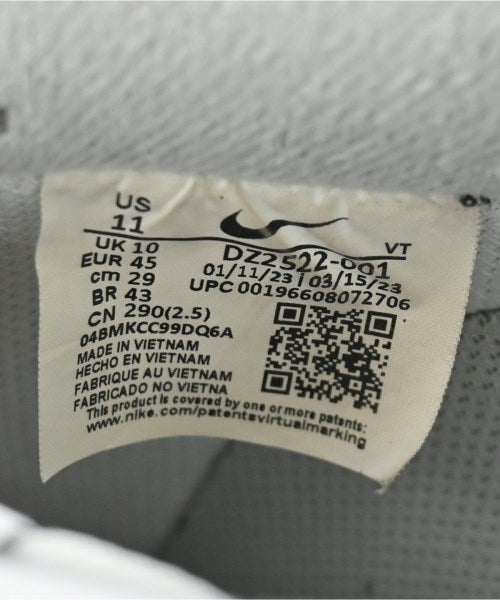 US
11
UK 10
EUR 45
cm 29
BR 43
CN 290(2.5)
04BMKCC99DQ6A
VT
DZ2522-001
01/11/23 | 03/15/23
UPC 00196608072706
MADE IN VIETNAM
HECHO EN VIETNAM
FABRIQUE AU VIETNAM
FABRICADO NO VIETNA
This product is covered by one or more patents:
www.nike.com/patentsvirtualmarking